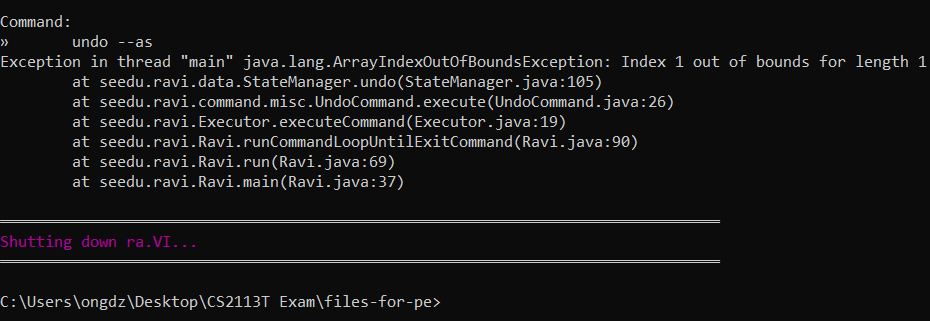 Command:
»       undo --as
Exception in thread "main" java.lang.ArrayIndexOutOfBoundsException: Index 1 out of bounds for length 1
        at seedu.ravi.data.StateManager.undo(StateManager.java:105)
        at seedu.ravi.command.misc.UndoCommand.execute(UndoCommand.java:26)
        at seedu.ravi.Executor.executeCommand(Executor.java:19)
        at seedu.ravi.Ravi.runCommandLoopUntilExitCommand(Ravi.java:90)
        at seedu.ravi.Ravi.run(Ravi.java:69)
        at seedu.ravi.Ravi.main(Ravi.java:37)
Shutting down ra.VI...
C:\Users\ongdz\Desktop\CS2113T Exam\files-for-pe>